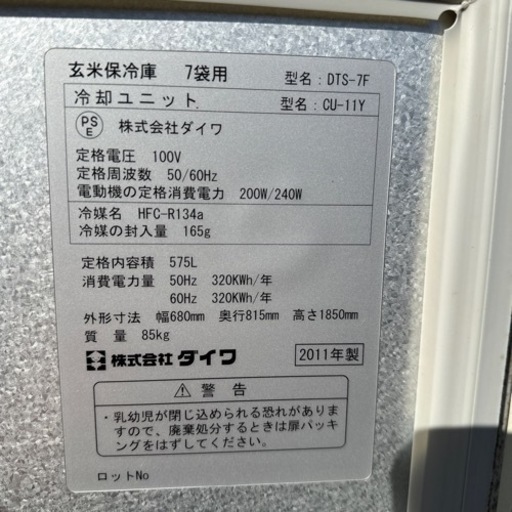 玄米保冷庫 7袋用 型名: DTS-7F
冷却ユニット 型名: CU-11Y
PSE 株式会社ダイワ
定格電圧 100V
定格周波数 50/60Hz
電動機の定格消費電力 200W/240W
冷媒名 HFC-R134a
冷媒の封入量 165g
定格内容積 575L
消費電力量 50Hz 320KWh/年
60Hz 320KWh/年
外形寸法 幅680mm 奥行815mm 高さ1850mm
質量 85kg
株式会社ダイワ 2011年製
⚠ 警告
・乳幼児が閉じ込められる恐れがありま
すので、廃棄処分するときは扉パッキ
ングをはずしてください。
ロットNo